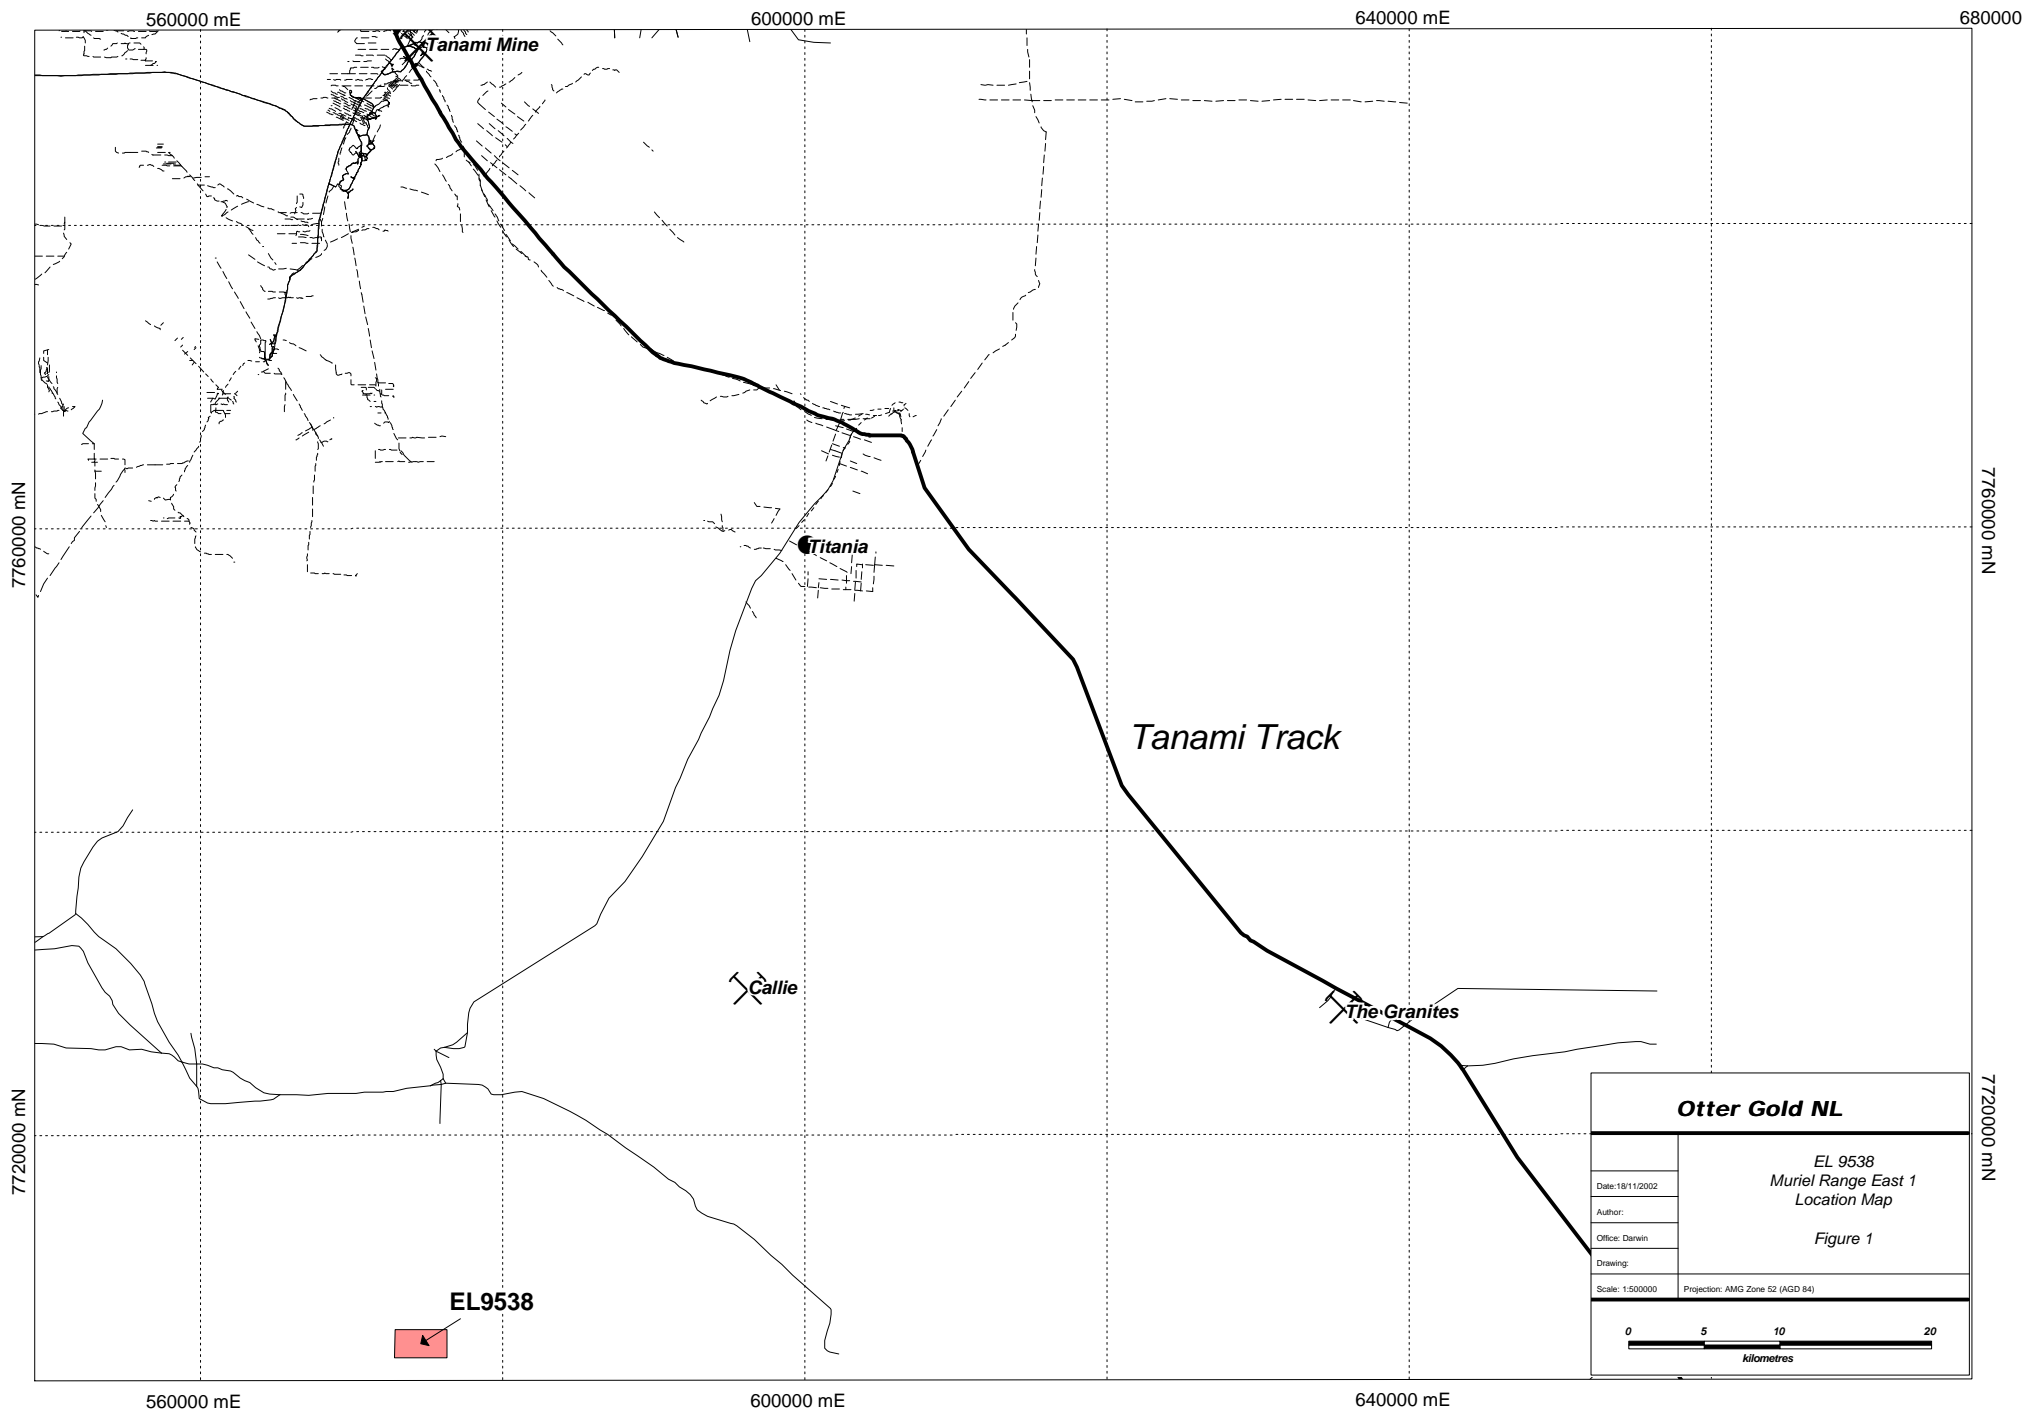 560000 mE
600000 mE
640000 mE
680000
Tanami Mine
7760000 mN
7760000 mN
Titania
Tanami Track
Callie
The Granites
7720000 mN
7720000 mN
Otter Gold NL
EL 9538
Muriel Range East 1
Location Map
Figure 1
Date:18/11/2002
Author:
Office: Darwin
Drawing:
Scale: 1:500000
Projection: AMG Zone 52 (AGD 84)
0 5 10 20
kilometres
EL9538
560000 mE
600000 mE
640000 mE